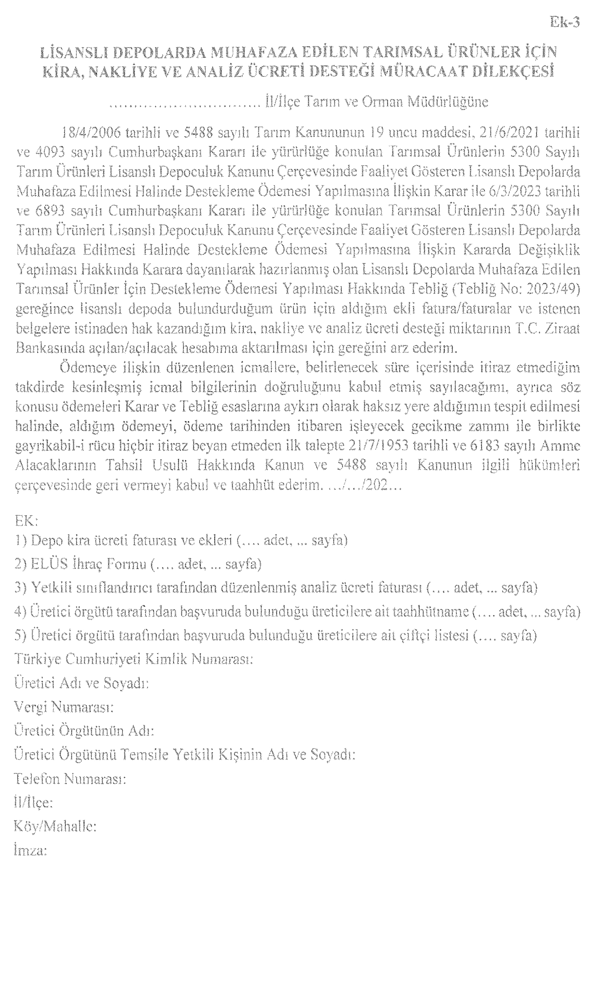 Ek-3
LİSANSLI DEPOLARDA MUHAFAZA EDİLEN TARIMSAL ÜRÜNLER İÇİN
KİRA, NAKLİYE VE ANALİZ ÜCRETİ DESTEĞİ MÜRACAAT DİLEKÇESİ
.............................. İl/İlçe Tarım ve Orman Müdürlüğüne
18/4/2006 tarihli ve 5488 sayılı Tarım Kanununun 19 uncu maddesi, 21/6/2021 tarihli
ve 4093 sayılı Cumhurbaşkanı Kararı ile yürürlüğe konulan Tarımsal Ürünlerin 5300 Sayılı
Tarım Ürünleri Lisanslı Depoculuk Kanunu Çerçevesinde Faaliyet Gösteren Lisanslı Depolarda
Muhafaza Edilmesi Halinde Destekleme Ödemesi Yapılmasına İlişkin Karar ile 6/3/2023 tarihli
ve 6893 sayılı Cumhurbaşkanı Kararı ile yürürlüğe konulan Tarımsal Ürünlerin 5300 Sayılı
Tarım Ürünleri Lisanslı Depoculuk Kanunu Çerçevesinde Faaliyet Gösteren Lisanslı Depolarda
Muhafaza Edilmesi Halinde Destekleme Ödemesi Yapılmasına İlişkin Kararda Değişiklik
Yapılması Hakkında Karara dayanılarak hazırlanmış olan Lisanslı Depolarda Muhafaza Edilen
Tarımsal Ürünler İçin Destekleme Ödemesi Yapılması Hakkında Tebliğ (Tebliğ No: 2023/49)
gereğince lisanslı depoda bulundurduğum ürün için aldığım ekli fatura/faturalar ve istenen
belgelere istinaden hak kazandığım kira, nakliye ve analiz ücreti desteği miktarının T.C. Ziraat
Bankasında açılan/açılacak hesabıma aktarılması için gereğini arz ederim.
Ödemeye ilişkin düzenlenen icmallere, belirlenecek süre içerisinde itiraz etmediğim
takdirde kesinleşmiş icmal bilgilerinin doğruluğunu kabul etmiş sayılacağımı, ayrıca söz
konusu ödemeleri Karar ve Tebliğ esaslarına aykırı olarak haksız yere aldığımın tespit edilmesi
halinde, aldığım ödemeyi, ödeme tarihinden itibaren işleyecek gecikme zammı ile birlikte
gayrikabil-i rücu hiçbir itiraz beyan etmeden ilk talepte 21/7/1953 tarihli ve 6183 sayılı Amme
Alacaklarının Tahsil Usulü Hakkında Kanun ve 5488 sayılı Kanunun ilgili hükümleri
çerçevesinde geri vermeyi kabul ve taahhüt ederim. …/…/202…
EK:
1) Depo kira ücreti faturası ve ekleri (…. adet, ... sayfa)
2) ELÜS İhraç Formu (…. adet, ... sayfa)
3) Yetkili sınıflandırıcı tarafından düzenlenmiş analiz ücreti faturası (…. adet, ... sayfa)
4) Üretici örgütü tarafından başvuruda bulunduğu üreticilere ait taahhütname (…. adet, ... sayfa)
5) Üretici örgütü tarafından başvuruda bulunduğu üreticilere ait çiftçi listesi (…. sayfa)
Türkiye Cumhuriyeti Kimlik Numarası:
Üretici Adı ve Soyadı:
Vergi Numarası:
Üretici Örgütünün Adı:
Üretici Örgütünü Temsile Yetkili Kişinin Adı ve Soyadı:
Telefon Numarası:
İl/İlçe:
Köy/Mahalle:
İmza: